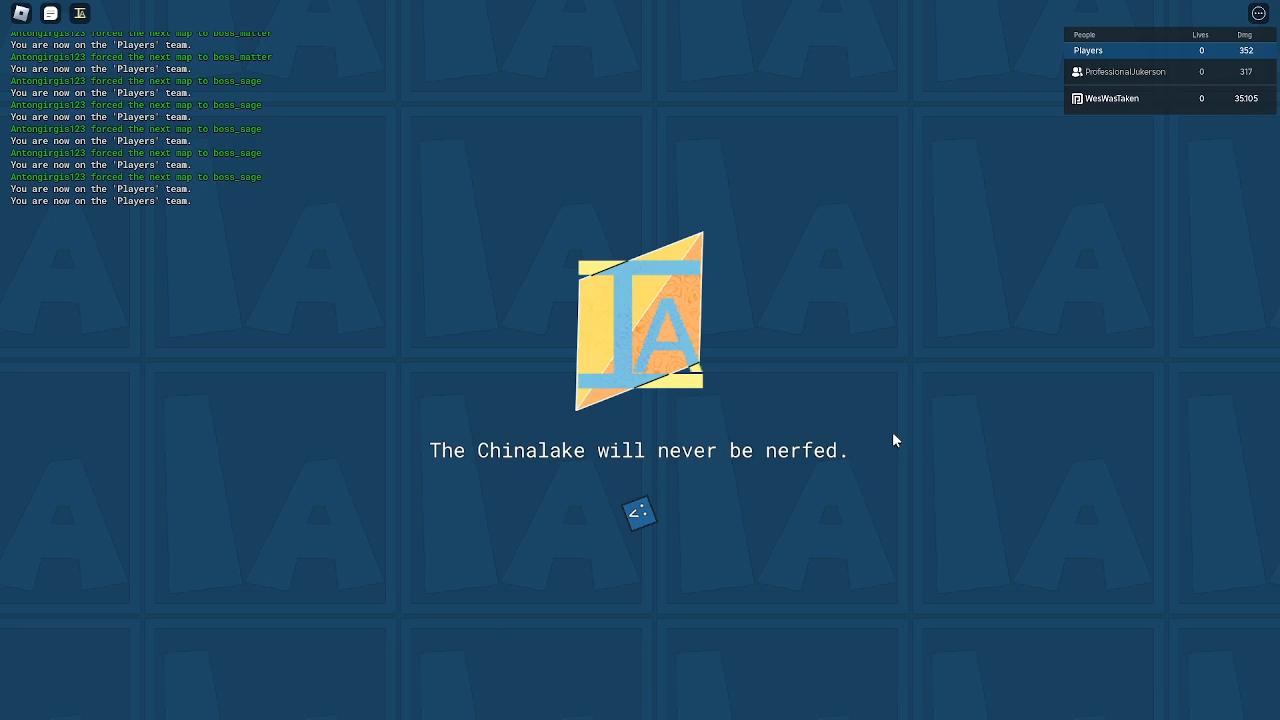 IA
Antongirgis123 forced the next map to boss_matter
You are now on the 'Players' team.
Antongirgis123 forced the next map to boss_matter
You are now on the 'Players' team.
Antongirgis123 forced the next map to boss_sage
You are now on the 'Players' team.
Antongirgis123 forced the next map to boss_sage
You are now on the 'Players' team.
Antongirgis123 forced the next map to boss_sage
You are now on the 'Players' team.
Antongirgis123 forced the next map to boss_sage
You are now on the 'Players' team.
Antongirgis123 forced the next map to boss_sage
You are now on the 'Players' team.
You are now on the 'Players' team.
People Lives Dmg
Players 0 352
ProfessionalJukerson 0 317
WesWasTaken 0 35.105
IA
The Chinalake will never be nerfed.
<: